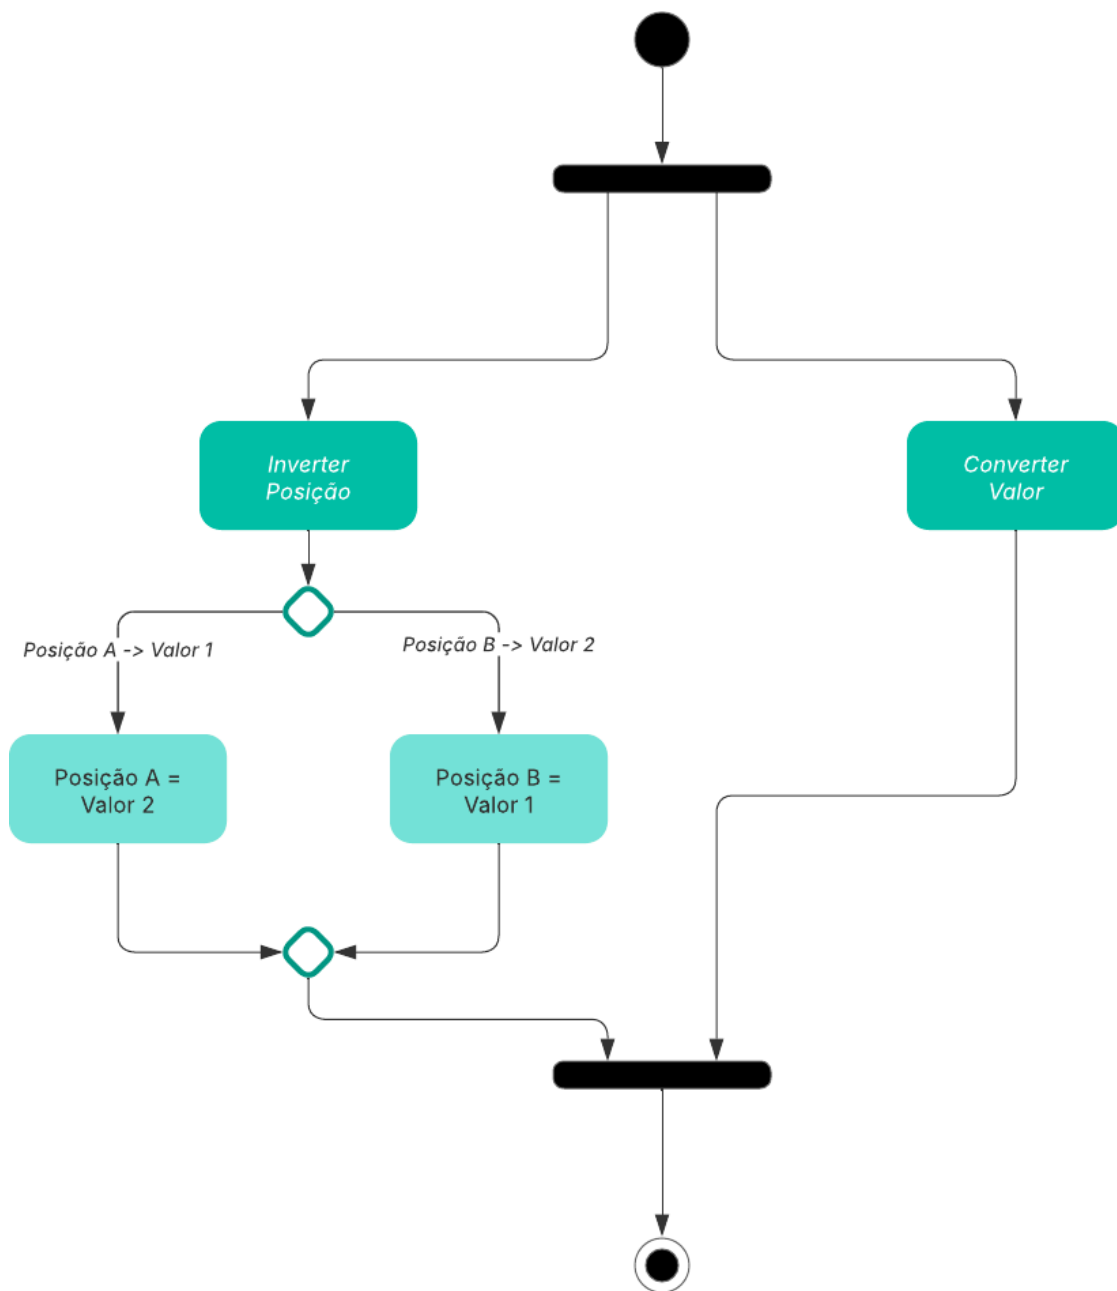 Inverter
Posição
Converter
Valor
Posição A -> Valor 1
Posição B -> Valor 2
Posição A =
Valor 2
Posição B =
Valor 1